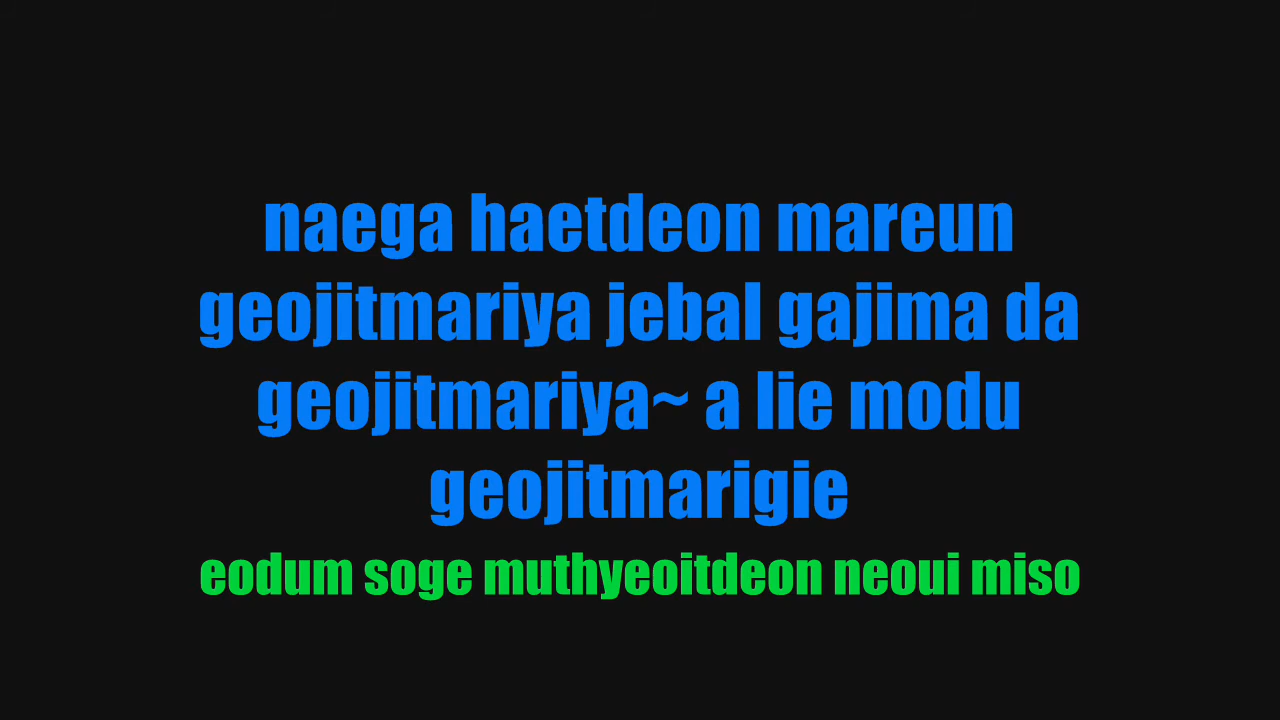 naega haetdeon mareun
geojitmariya jebal gajima da
geojitmariya~ a lie modu
geojitmarigie
eodum soge muthyeoitdeon neoui miso